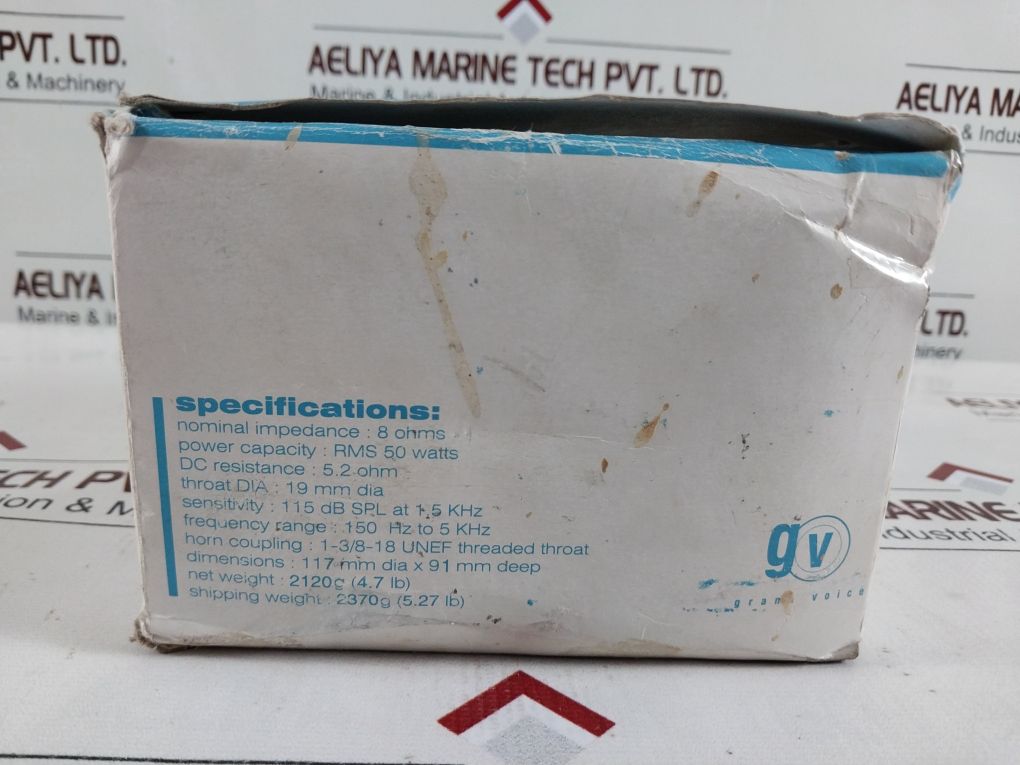 PVT. LTD.
& Machinery
AELIYA MARINE TECH PVT. LTD.
Marine &
AELIYA MA
& Indus
AELIYA
Marine &
LTD.
specifications:
nominal impedance : 8 ohms
power capacity : RMS 50 watts
DC resistance : 5.2 ohm
throat DIA : 19 mm dia
sensitivity : 115 dB SPL at 1.5 KHz
frequency range : 150 Hz to 5 KHz
horn coupling : 1-3/8-18 UNEF threaded throat
dimensions : 117 mm dia x 91 mm deep
net weight : 2120g (4.7 lb)
shipping weight : 2370g (5.27 lb)
gv
voice
TECH PVT
& M
MARINE